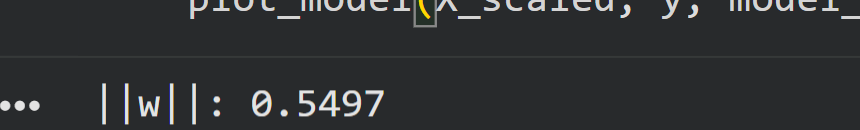 plot_model(X_scaled, y, model_
••• ||w||: 0.5497